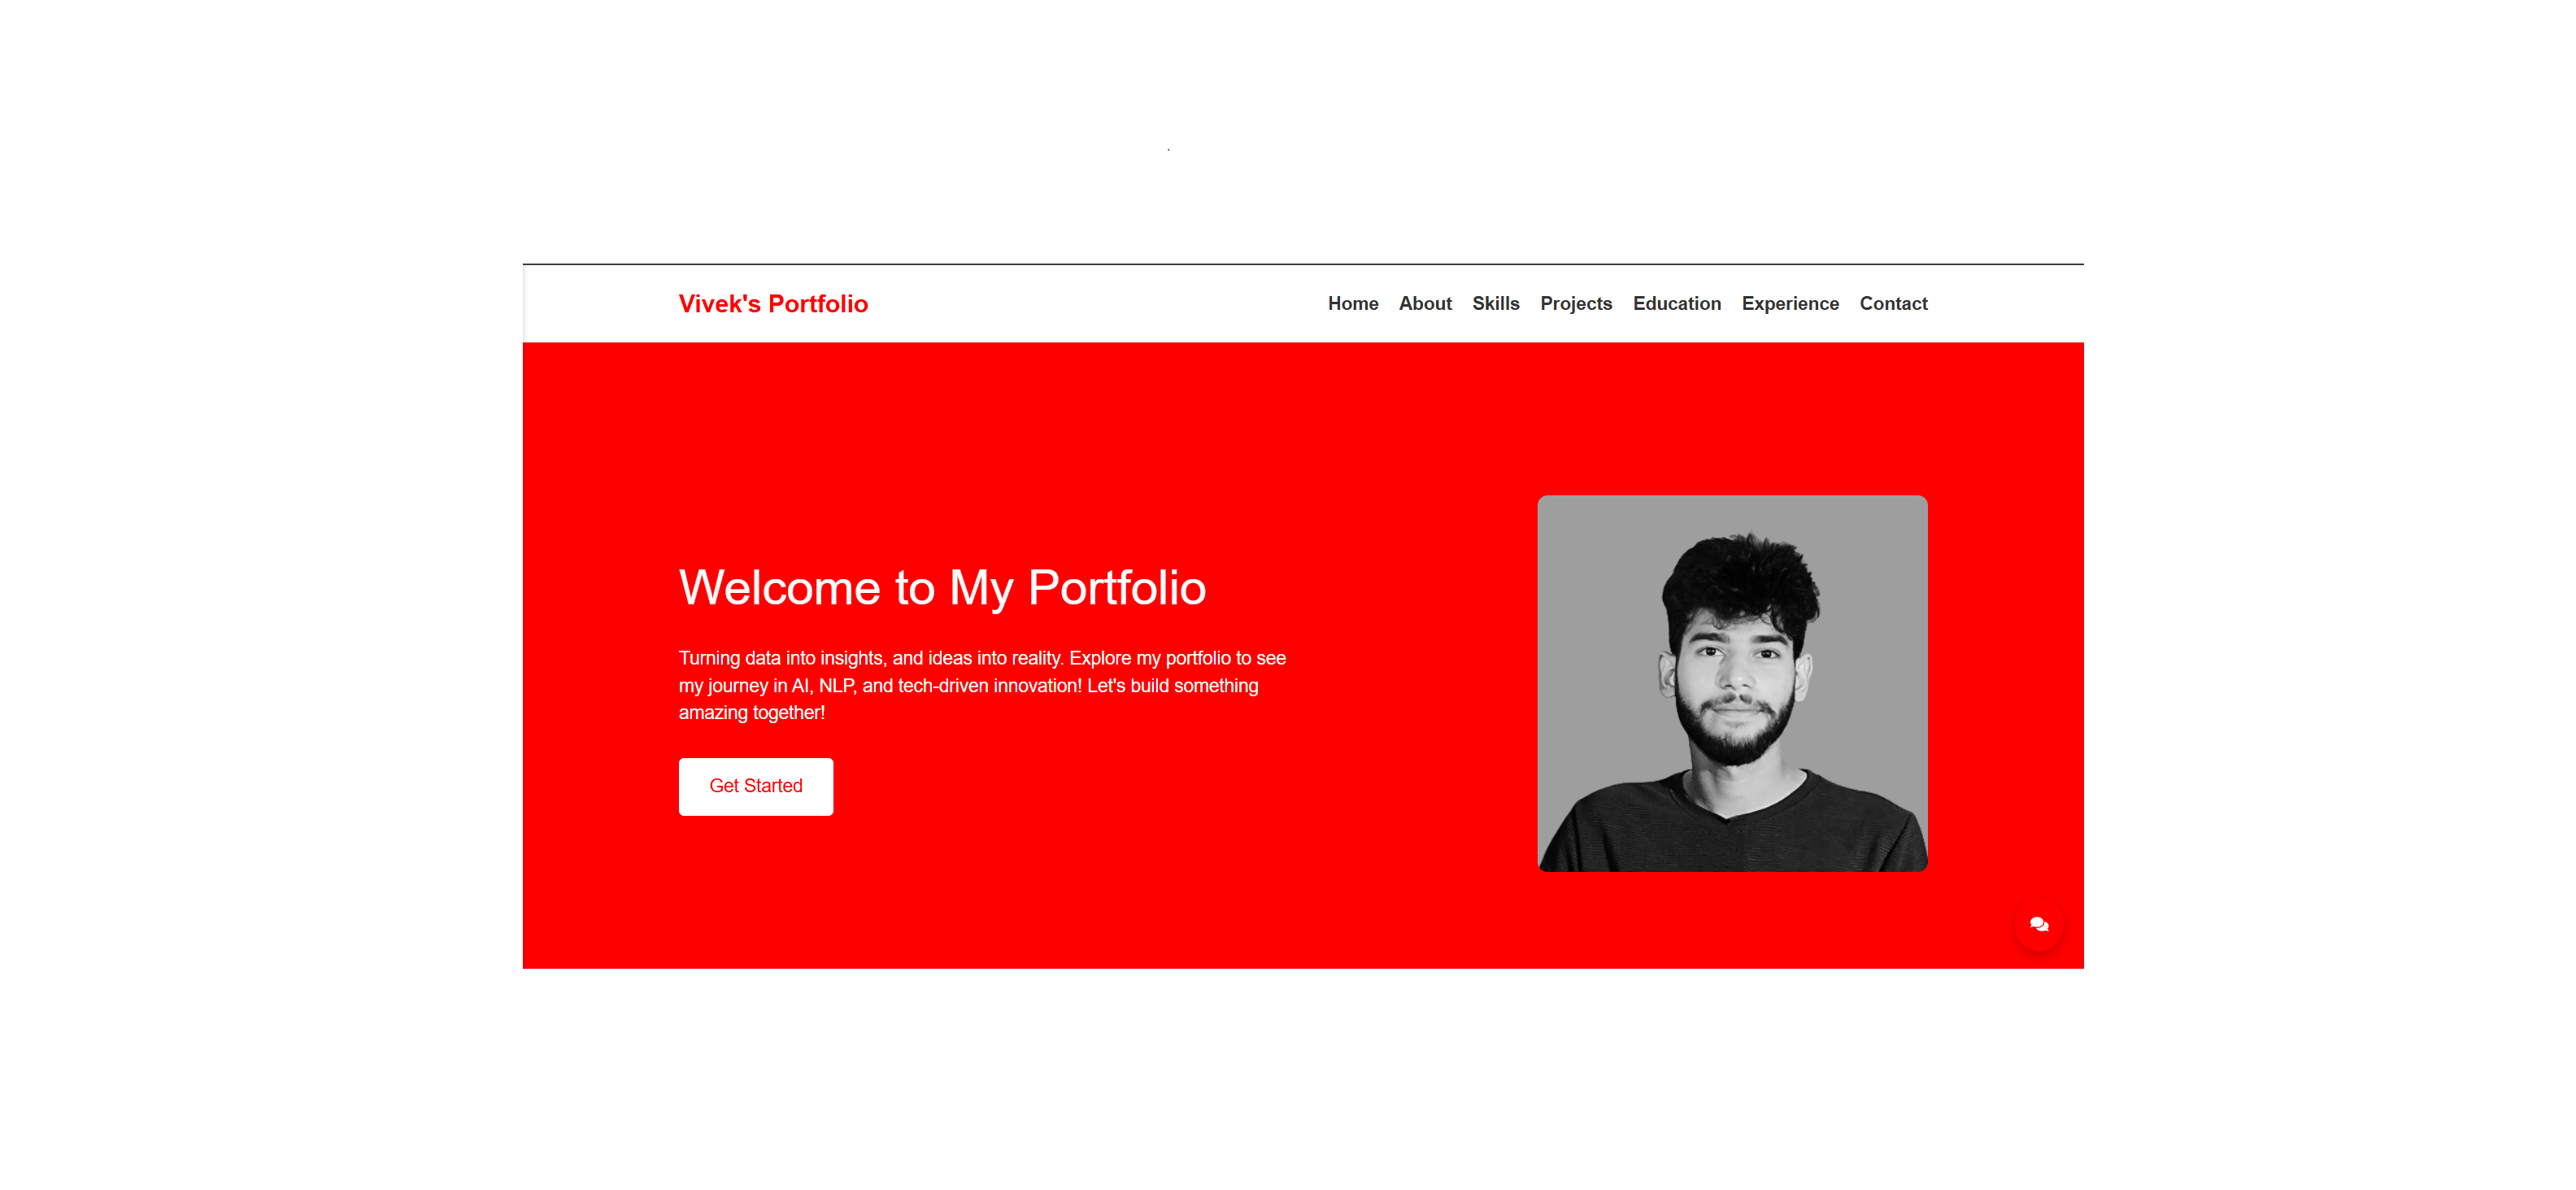 Vivek's Portfolio
Home About Skills Projects Education Experience Contact
Welcome to My Portfolio
Turning data into insights, and ideas into reality. Explore my portfolio to see
my journey in AI, NLP, and tech-driven innovation! Let's build something
amazing together!
Get Started